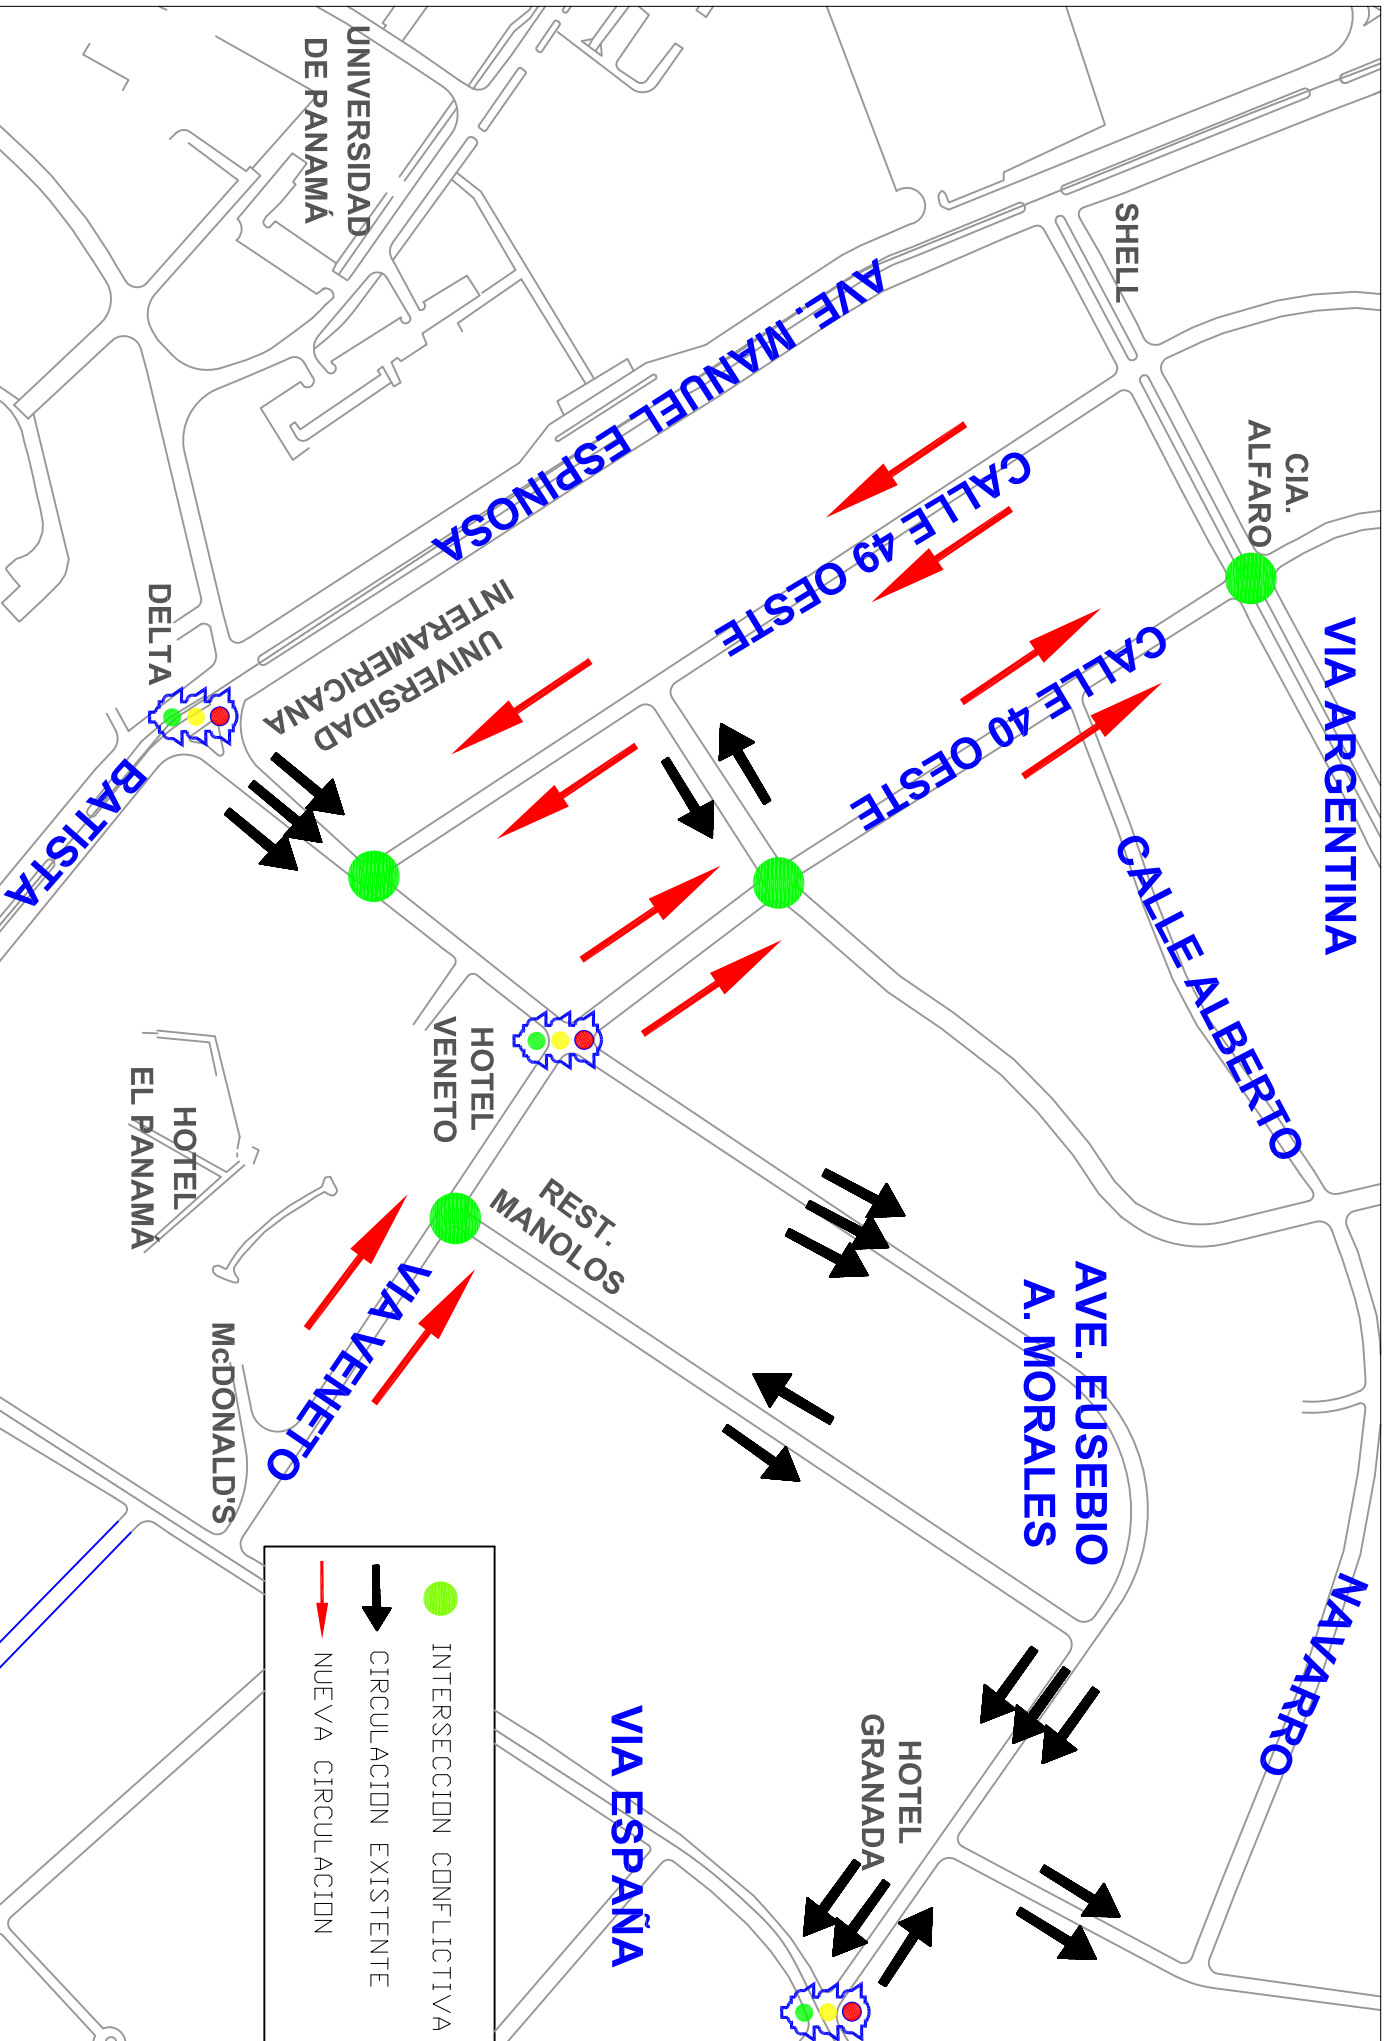 UNIVERSIDAD
DE PANAMÁ
SHELL
AVE. MANUEL ESPINOSA
BATISTA
CIA.
ALFARO
CALLE 49 OESTE
CALLE 40 OESTE
VIA ARGENTINA
UNIVERSIDAD
INTERAMERICANA
DELTA
CALLE ALBERTO
NAVARRO
HOTEL
VENETO
HOTEL
EL PANAMÁ
REST.
MANOLOS
AVE. EUSEBIO
A. MORALES
VIA VENETO
McDONALD'S
HOTEL
GRANADA
VIA ESPAÑA
INTERSECCION CONFLICTIVA
CIRCULACION EXISTENTE
NUEVA CIRCULACION